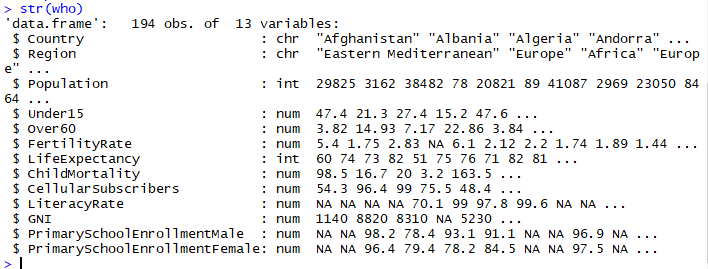 > str(who)
'data.frame':   194 obs. of  13 variables:
 $ Country                      : chr  "Afghanistan" "Albania" "Algeria" "Andorra" ...
 $ Region                       : chr  "Eastern Mediterranean" "Europe" "Africa" "Europ
e" ...
 $ Population                   : int  29825 3162 38482 78 20821 89 41087 2969 23050 84
64 ...
 $ Under15                      : num  47.4 21.3 27.4 15.2 47.6 ...
 $ Over60                       : num  3.82 14.93 7.17 22.86 3.84 ...
 $ FertilityRate                : num  5.4 1.75 2.83 NA 6.1 2.12 2.2 1.74 1.89 1.44 ...
 $ LifeExpectancy               : int  60 74 73 82 51 75 76 71 82 81 ...
 $ ChildMortality               : num  98.5 16.7 20 3.2 163.5 ...
 $ CellularSubscribers          : num  54.3 96.4 99 75.5 48.4 ...
 $ LiteracyRate                 : num  NA NA NA NA 70.1 99 97.8 99.6 NA NA ...
 $ GNI                          : num  1140 8820 8310 NA 5230 ...
 $ PrimarySchoolEnrollmentMale  : num  NA NA 98.2 78.4 93.1 91.1 NA NA 96.9 NA ...
 $ PrimarySchoolEnrollmentFemale: num  NA NA 96.4 79.4 78.2 84.5 NA NA 97.5 NA ...
>